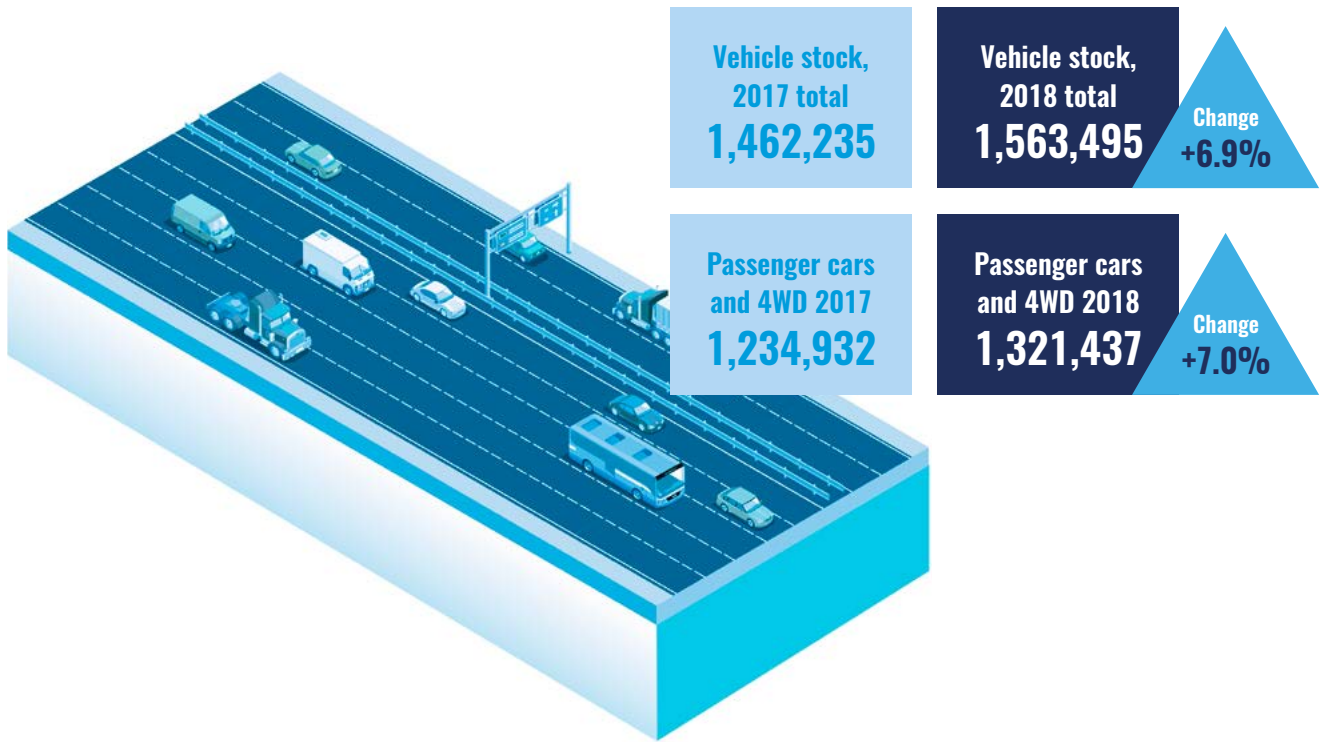 Vehicle stock,
2017 total
1,462,235
Vehicle stock,
2018 total
1,563,495
Change
+6.9%
Passenger cars
and 4WD 2017
1,234,932
Passenger cars
and 4WD 2018
1,321,437
Change
+7.0%